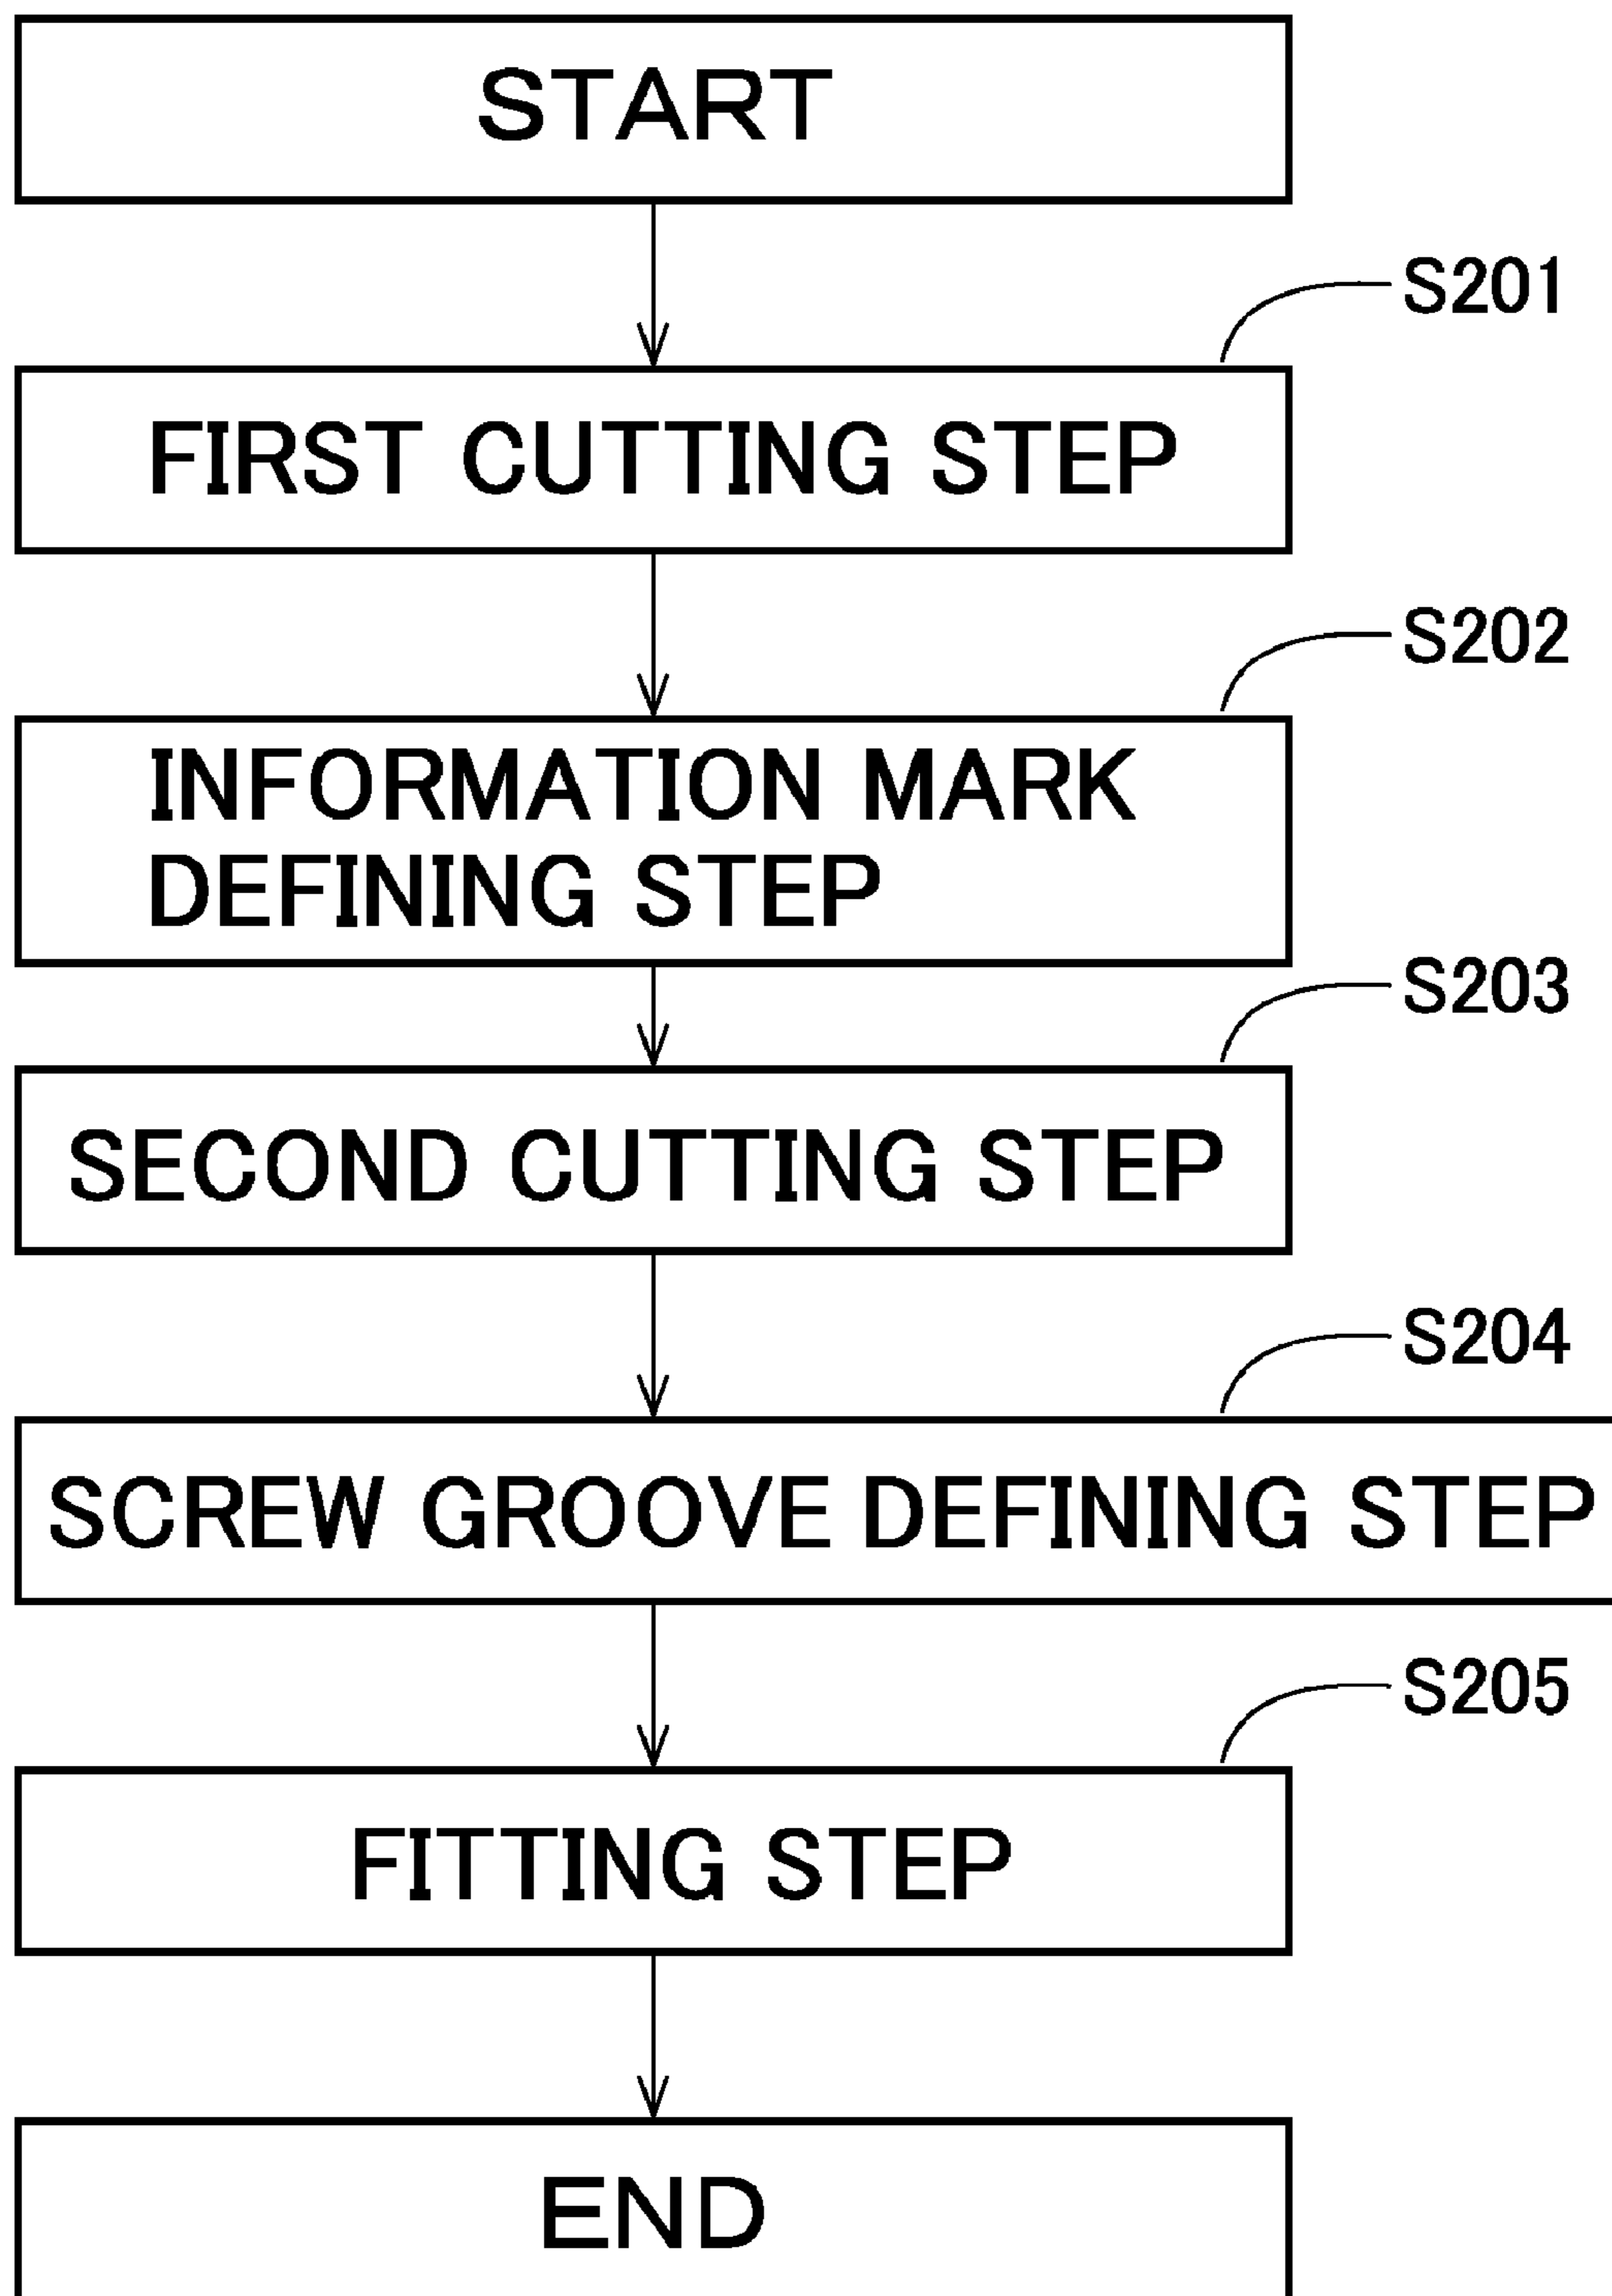 START
S201
FIRST CUTTING STEP
S202
INFORMATION MARK
DEFINING STEP
S203
SECOND CUTTING STEP
S204
SCREW GROOVE DEFINING STEP
S205
FITTING STEP
END